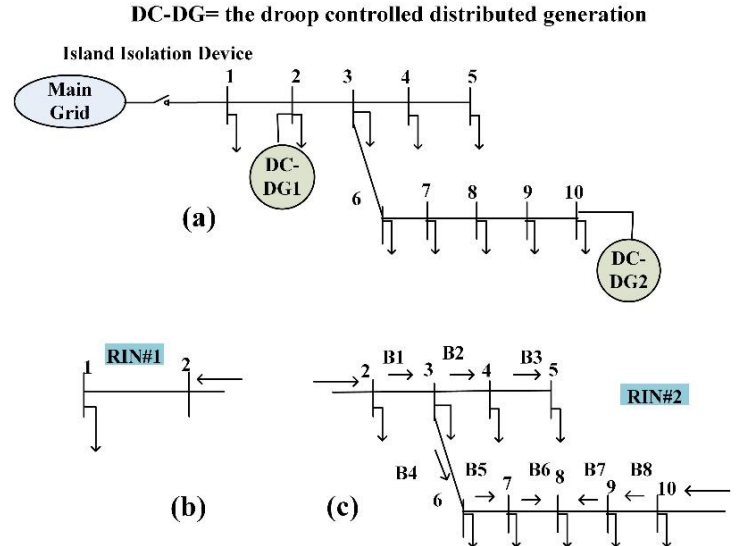 DC-DG= the droop controlled distributed generation
Island Isolation Device
Main
Grid
1
2
3
4
5
DC-
DG1
6
7
8
9
10
(a)
DC-
DG2
RIN#1
1
2
(b)
B1
B2
B3
2
3
4
5
RIN#2
B4
B5
B6
B7
B8
6
7
8
9
10
(c)